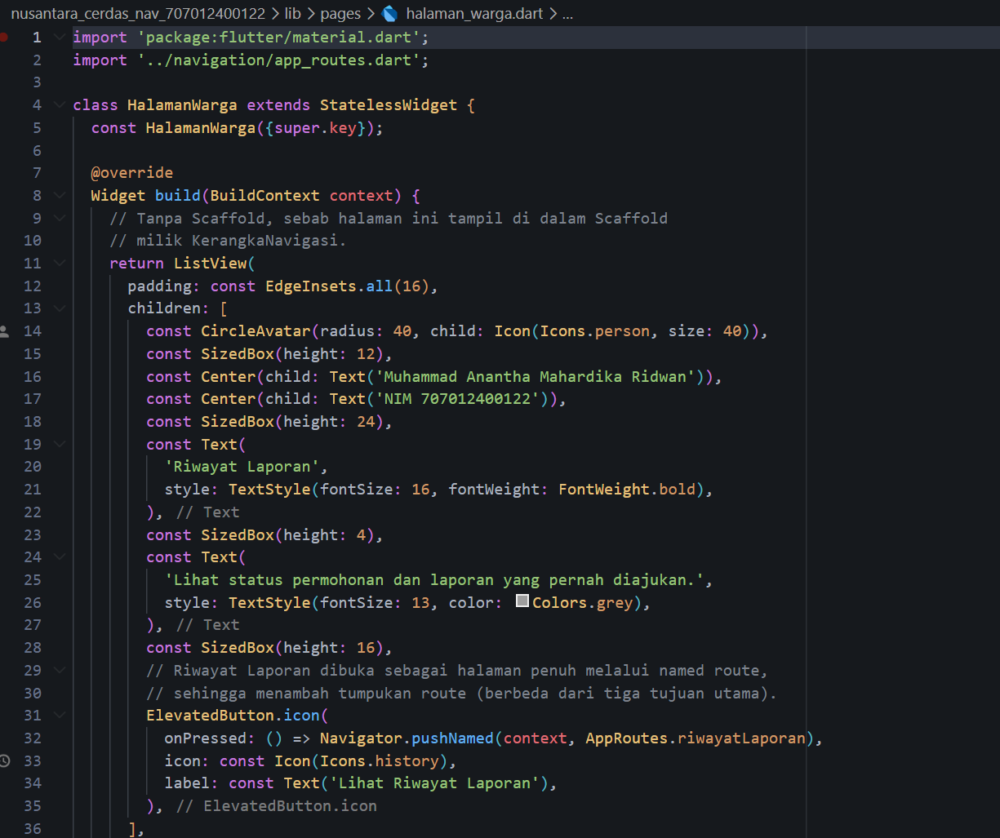 nusantara_cerdas_nav_707012400122 > lib > pages > halaman_warga.dart > ...
1 import 'package:flutter/material.dart';
2 import '../navigation/app_routes.dart';
3
4 class HalamanWarga extends StatelessWidget {
5   const HalamanWarga({super.key});
6
7   @override
8   Widget build(BuildContext context) {
9     // Tanpa Scaffold, sebab halaman ini tampil di dalam Scaffold
10     // milik KerangkaNavigasi.
11     return ListView(
12       padding: const EdgeInsets.all(16),
13       children: [
14         const CircleAvatar(radius: 40, child: Icon(Icons.person, size: 40)),
15         const SizedBox(height: 12),
16         const Center(child: Text('Muhammad Anantha Mahardika Ridwan')),
17         const Center(child: Text('NIM 707012400122')),
18         const SizedBox(height: 24),
19         const Text(
20           'Riwayat Laporan',
21           style: TextStyle(fontSize: 16, fontWeight: FontWeight.bold),
22         ), // Text
23         const SizedBox(height: 4),
24         const Text(
25           'Lihat status permohonan dan laporan yang pernah diajukan.',
26           style: TextStyle(fontSize: 13, color: Colors.grey),
27         ), // Text
28         const SizedBox(height: 16),
29         // Riwayat Laporan dibuka sebagai halaman penuh melalui named route,
30         // sehingga menambah tumpukan route (berbeda dari tiga tujuan utama).
31         ElevatedButton.icon(
32           onPressed: () => Navigator.pushNamed(context, AppRoutes.riwayatLaporan),
33           icon: const Icon(Icons.history),
34           label: const Text('Lihat Riwayat Laporan'),
35         ), // ElevatedButton.icon
36       ],